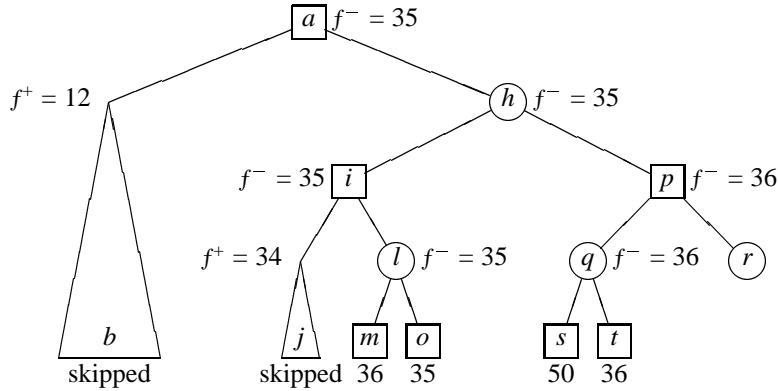 a f⁻ = 35
f⁺ = 12 h f⁻ = 35
f⁻ = 35 i p f⁻ = 36
f⁺ = 34 l f⁻ = 35 q f⁻ = 36 r
b j m o s t
skipped skipped 36 35 50 36